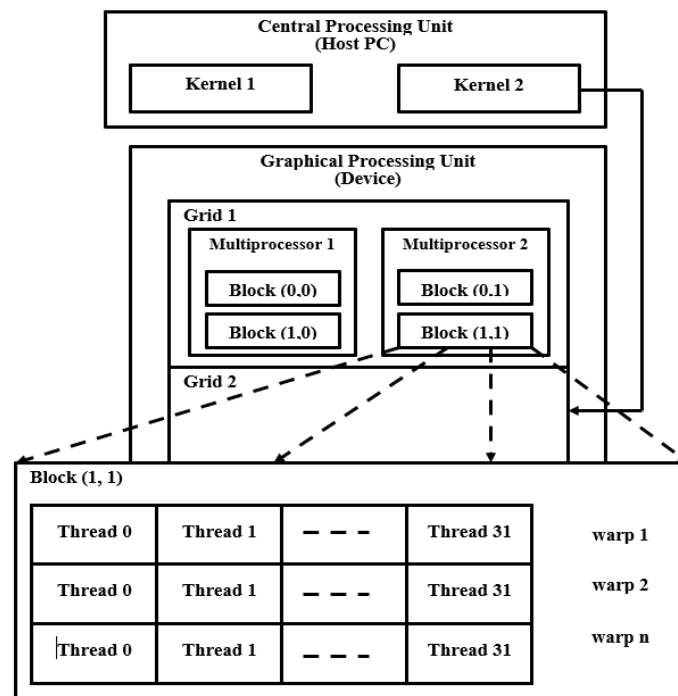 Central Processing Unit
(Host PC)
Kernel 1
Kernel 2
Graphical Processing Unit
(Device)
Grid 1
Multiprocessor 1
Multiprocessor 2
Block (0,0)
Block (0,1)
Block (1,0)
Block (1,1)
Grid 2
Block (1, 1)
Thread 0 Thread 1 – – – Thread 31 warp 1
Thread 0 Thread 1 – – – Thread 31 warp 2
Thread 0 Thread 1 – – – Thread 31 warp n